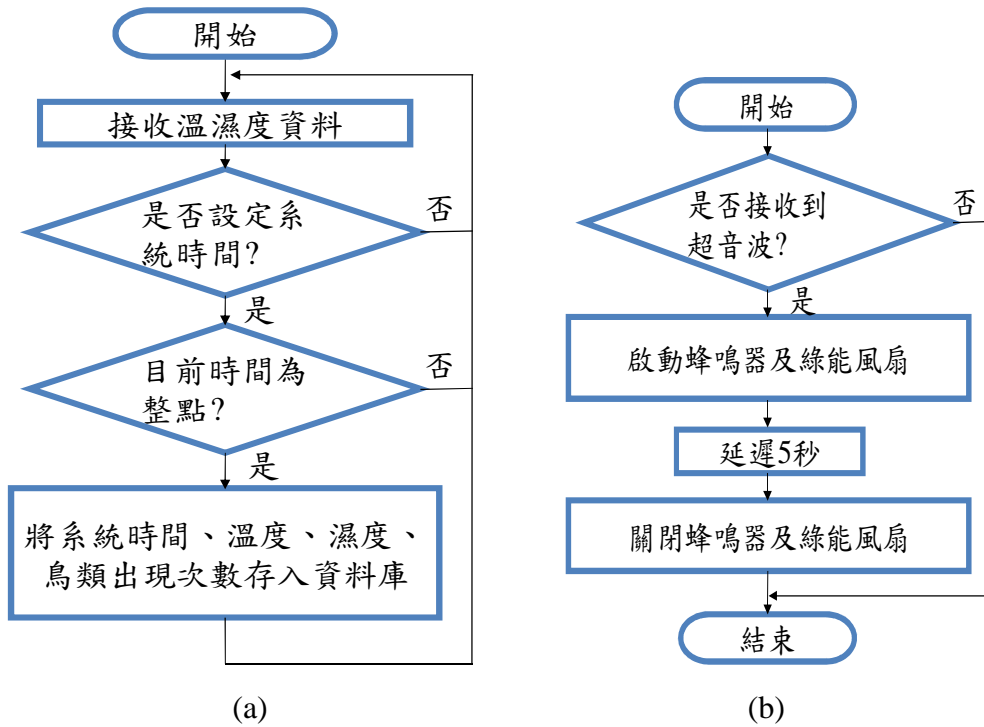 開始
接收溫濕度資料
是否設定系
統時間?
否
是
目前時間為
整點?
否
是
將系統時間、溫度、濕度、
鳥類出現次數存入資料庫
(a)
開始
是否接收到
超音波?
否
是
啟動蜂鳴器及綠能風扇
延遲5秒
關閉蜂鳴器及綠能風扇
結束
(b)